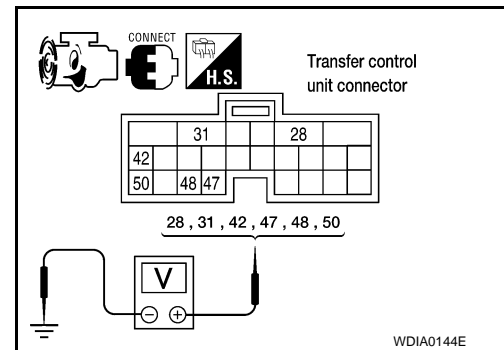 CONNECT
H.S.
Transfer control
unit connector
31 28
42
50 48 47
28 , 31 , 42 , 47 , 48 , 50
V
− +
WDIA0144E